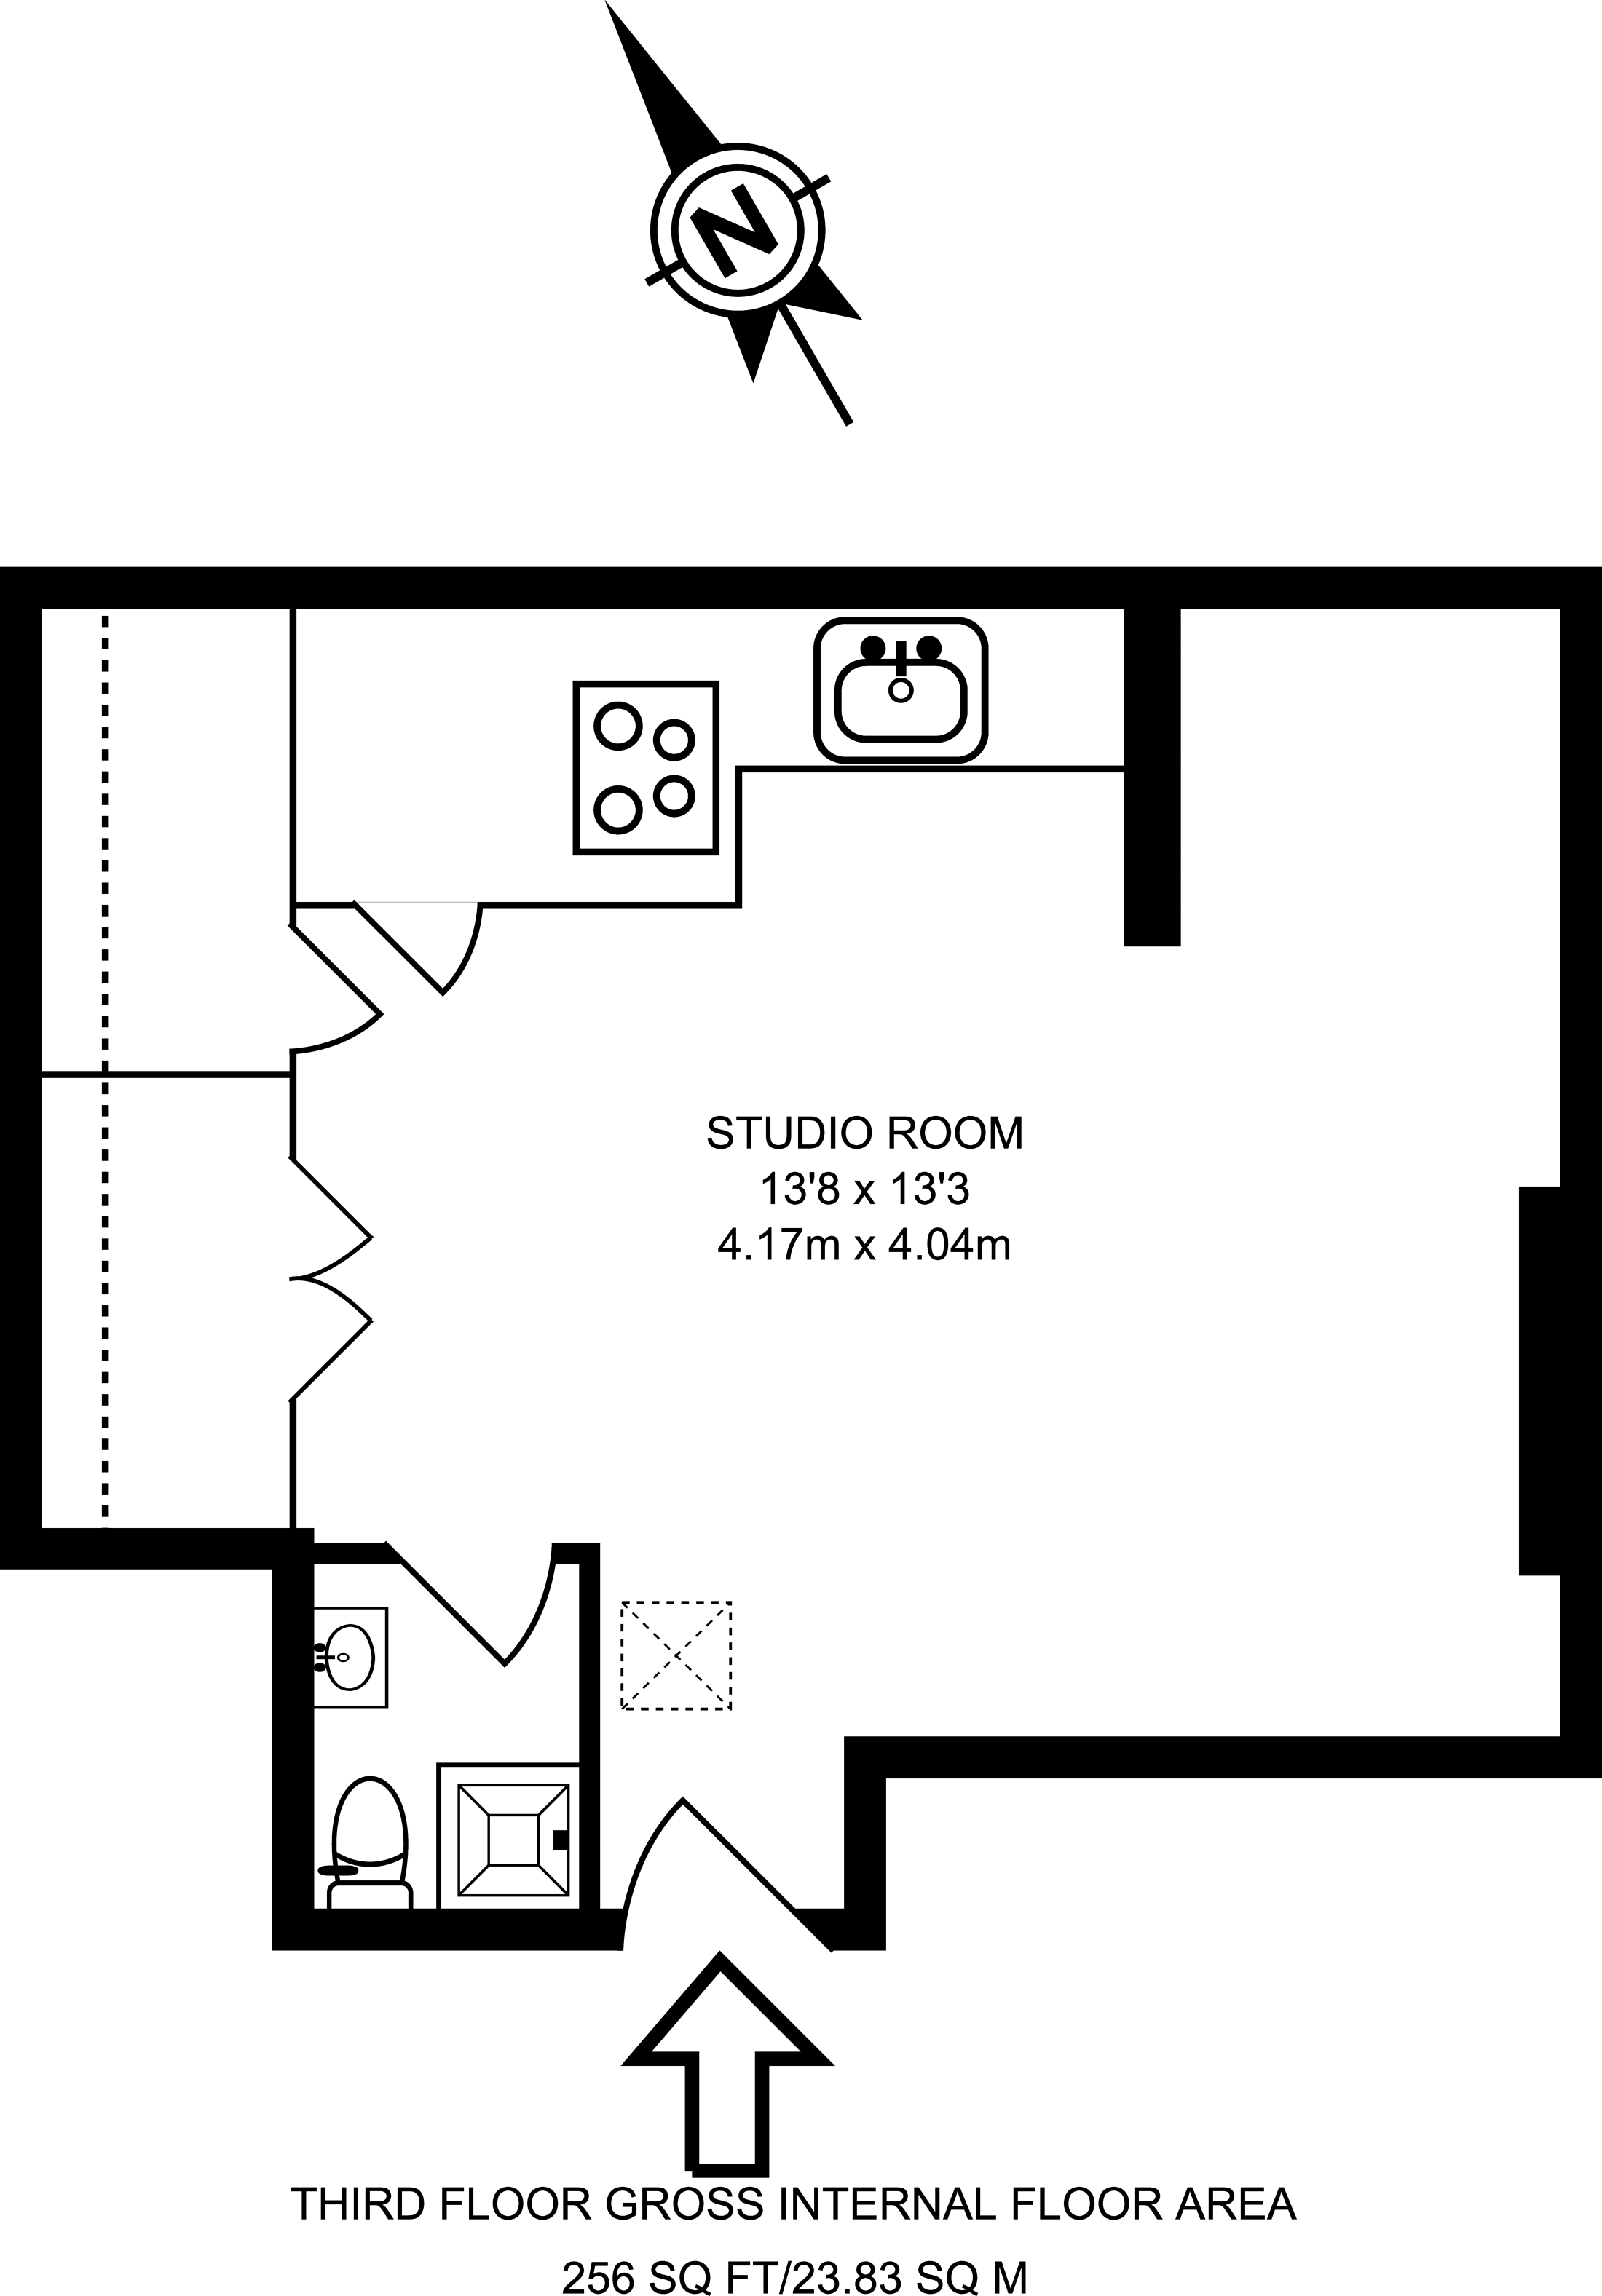 N
STUDIO ROOM
13'8 x 13'3
4.17m x 4.04m
THIRD FLOOR GROSS INTERNAL FLOOR AREA
256 SQ FT/23.83 SQ M